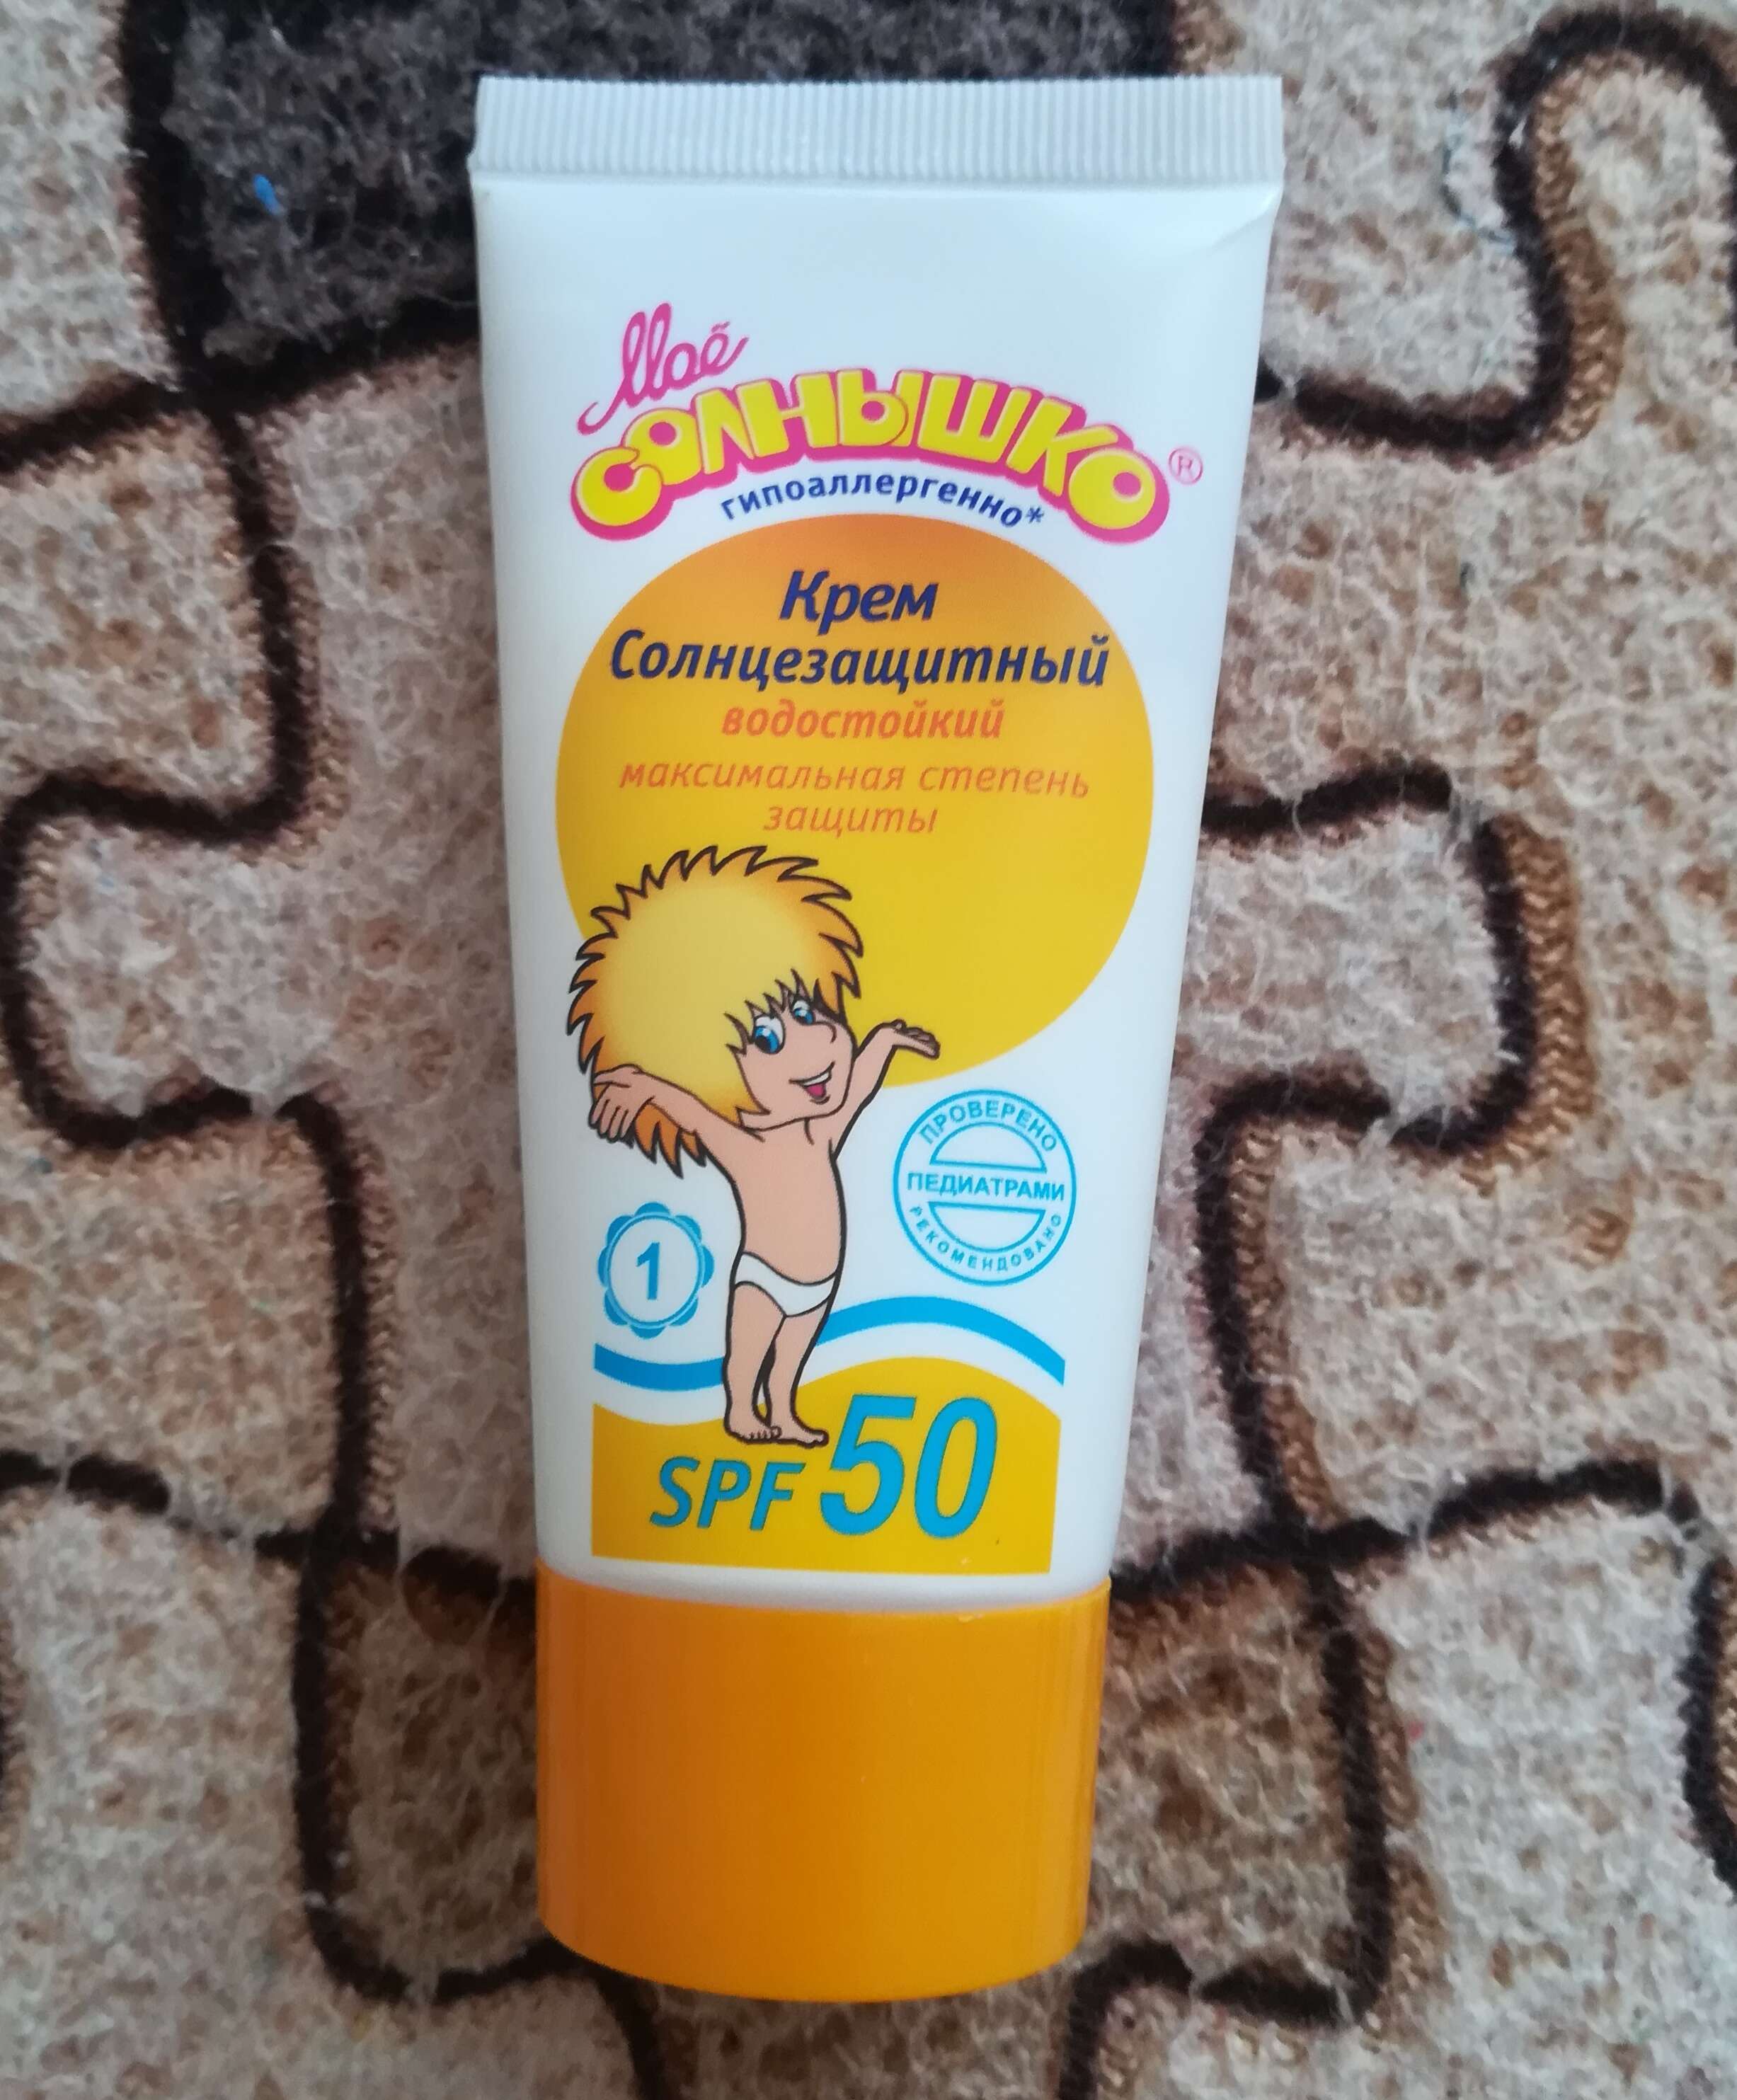 Моё
СОЛНЫШКО®
гипоаллергенно*
Крем
Солнцезащитный
водостойкий
максимальная степень
защиты
ПРОВЕРЕНО
ПЕДИАТРАМИ
РЕКОМЕНДОВАНО
1
SPF 50